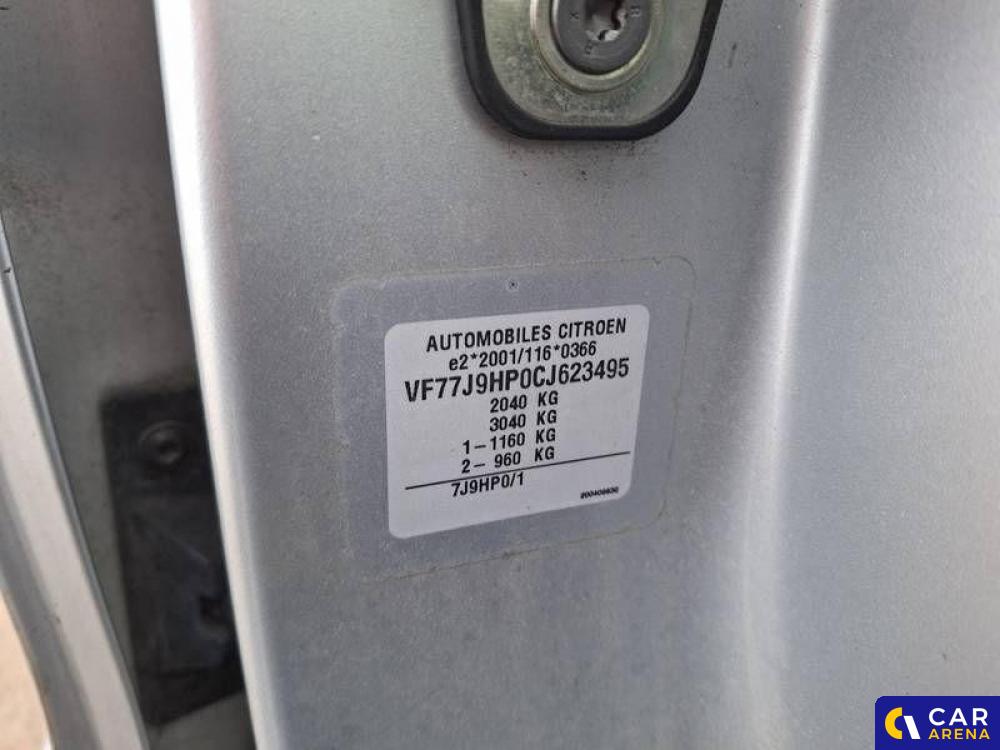 AUTOMOBILES CITROEN
e2*2001/116*0366
VF77J9HP0CJ623495
2040 KG
3040 KG
1-1160 KG
2- 960 KG
7J9HP0/1
CAR
ARENA